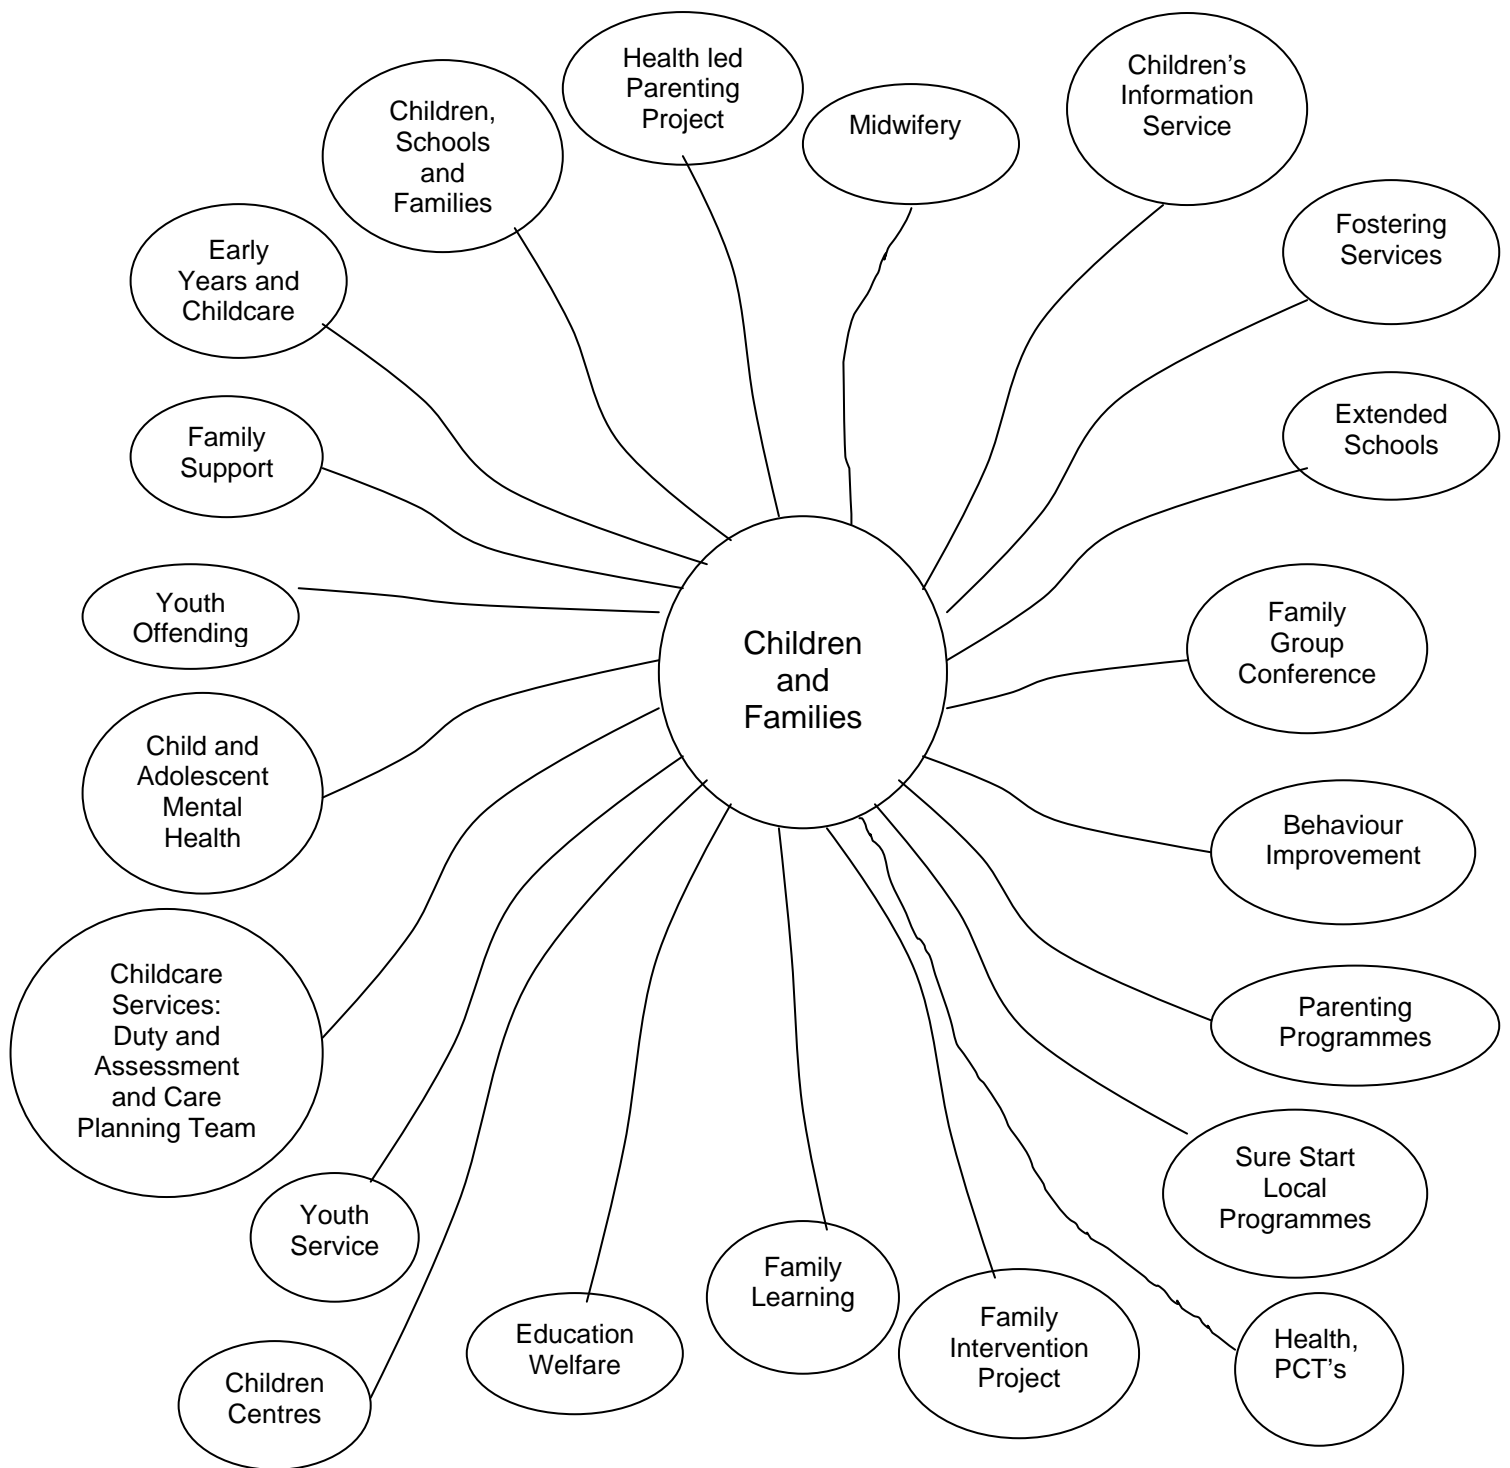 Health led
Parenting
Project
Children's
Information
Service
Midwifery
Children,
Schools
and
Families
Fostering
Services
Early
Years and
Childcare
Extended
Schools
Family
Support
Youth
Offending
Family
Group
Conference
Children
and
Families
Child and
Adolescent
Mental
Health
Behaviour
Improvement
Childcare
Services:
Duty and
Assessment
and Care
Planning Team
Parenting
Programmes
Sure Start
Local
Programmes
Youth
Service
Family
Learning
Family
Intervention
Project
Education
Welfare
Health,
PCT's
Children
Centres